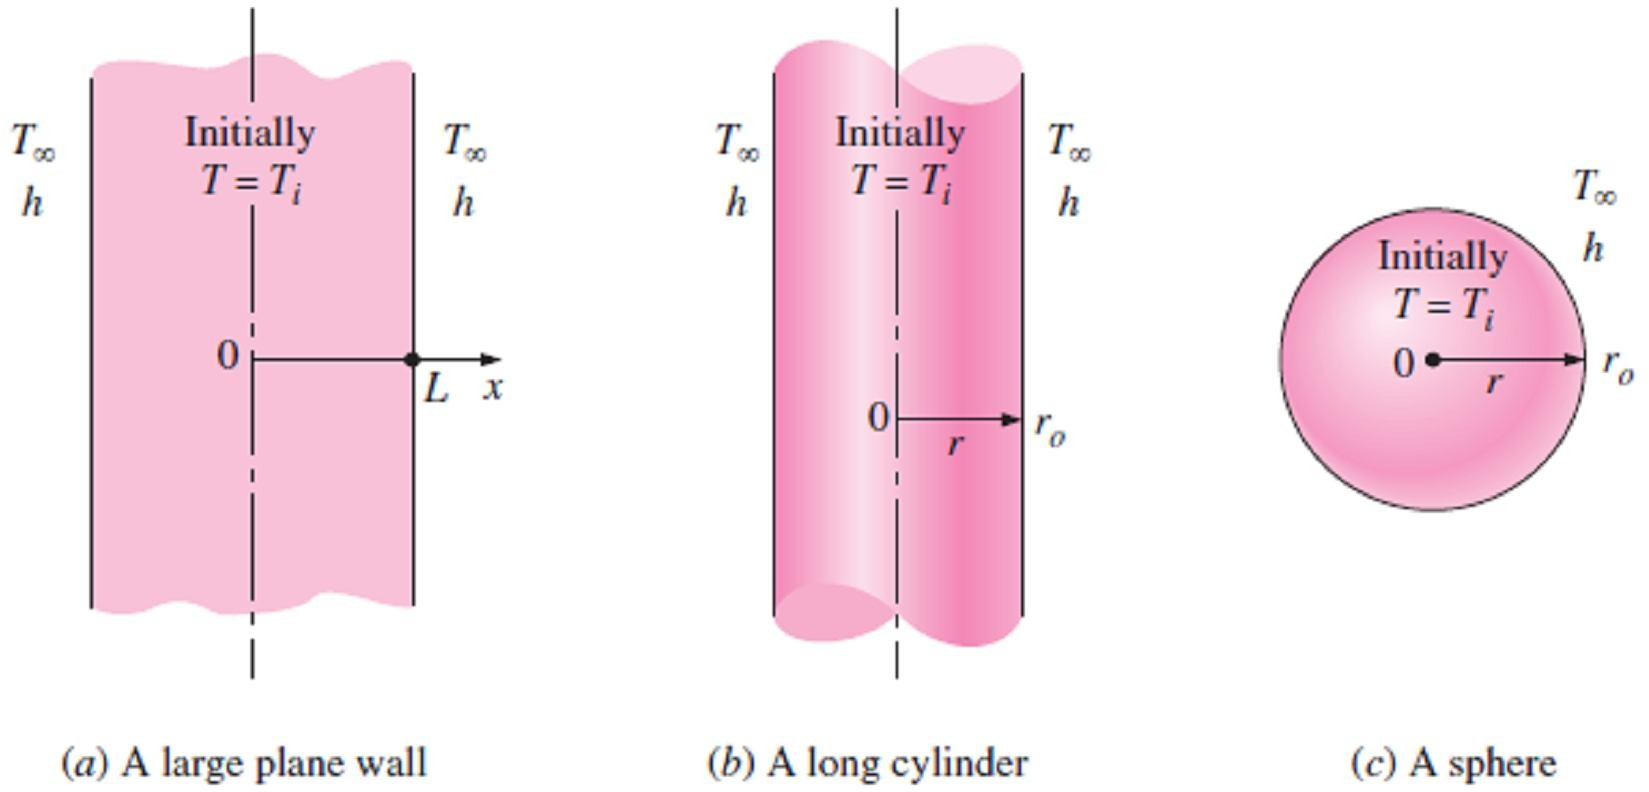 T∞
h
Initially
T = Ti
T∞
h
0
L x
(a) A large plane wall
T∞
h
Initially
T = Ti
T∞
h
0
r
ro
(b) A long cylinder
T∞
h
Initially
T = Ti
0
r
ro
(c) A sphere